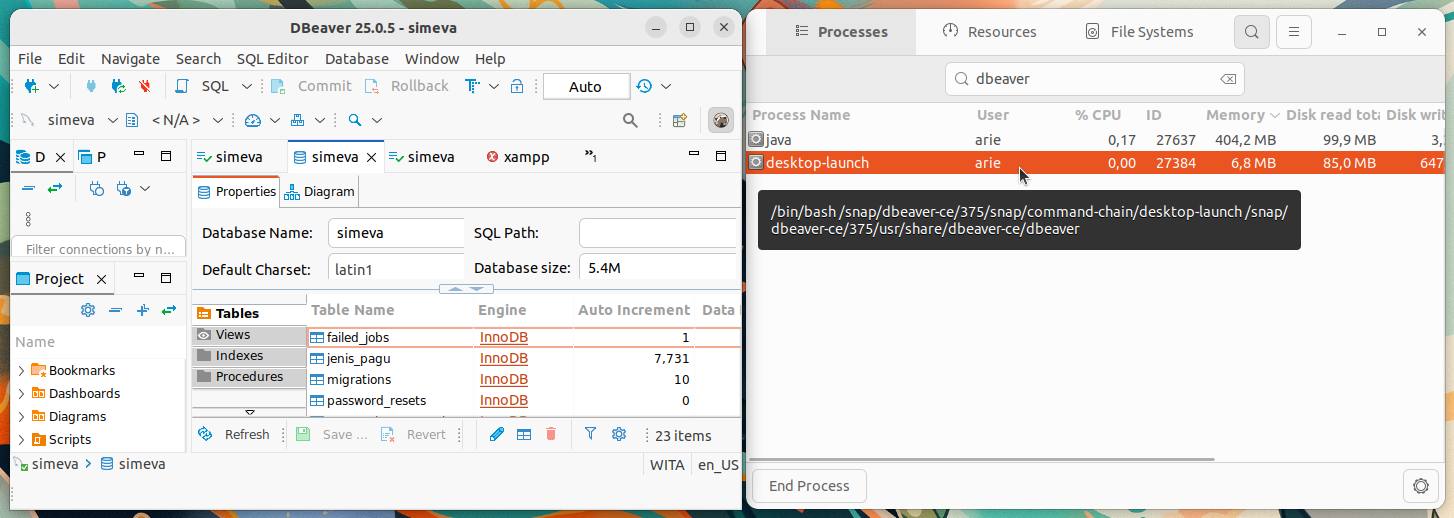 DBeaver 25.0.5 - simeva
File Edit Navigate Search SQL Editor Database Window Help
SQL Commit Rollback Auto
simeva < N/A >
D P
Filter connections by n...
Project
Name
Bookmarks
Dashboards
Diagrams
Scripts
simeva simeva simeva xampp »1
Properties Diagram
Database Name: simeva SQL Path:
Default Charset: latin1 Database size: 5.4M
Tables
Views
Indexes
Procedures
Table Name Engine Auto Increment Data
failed_jobs InnoDB 1
jenis_pagu InnoDB 7,731
migrations InnoDB 10
password_resets InnoDB 0
Refresh Save ... Revert 23 items
simeva > simeva WITA en_US
Processes Resources File Systems
dbeaver
Process Name User % CPU ID Memory Disk read tota Disk writ
java arie 0,17 27637 404,2 MB 99,9 MB 3,
desktop-launch arie 0,00 27384 6,8 MB 85,0 MB 647
/bin/bash /snap/dbeaver-ce/375/snap/command-chain/desktop-launch /snap/
dbeaver-ce/375/usr/share/dbeaver-ce/dbeaver
End Process